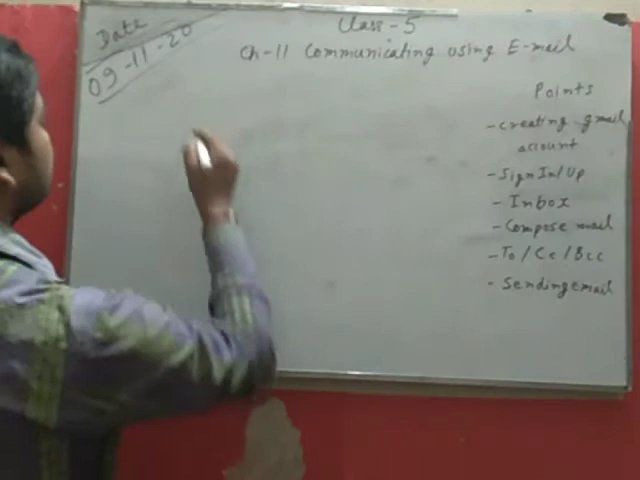 Date
09-11-20
Class-5
Ch-11 Communicating using E-mail
Points
-Creating gmail
account
-Sign In/Up
-Inbox
-Compose mail
-To/Cc/Bcc
-Sending email